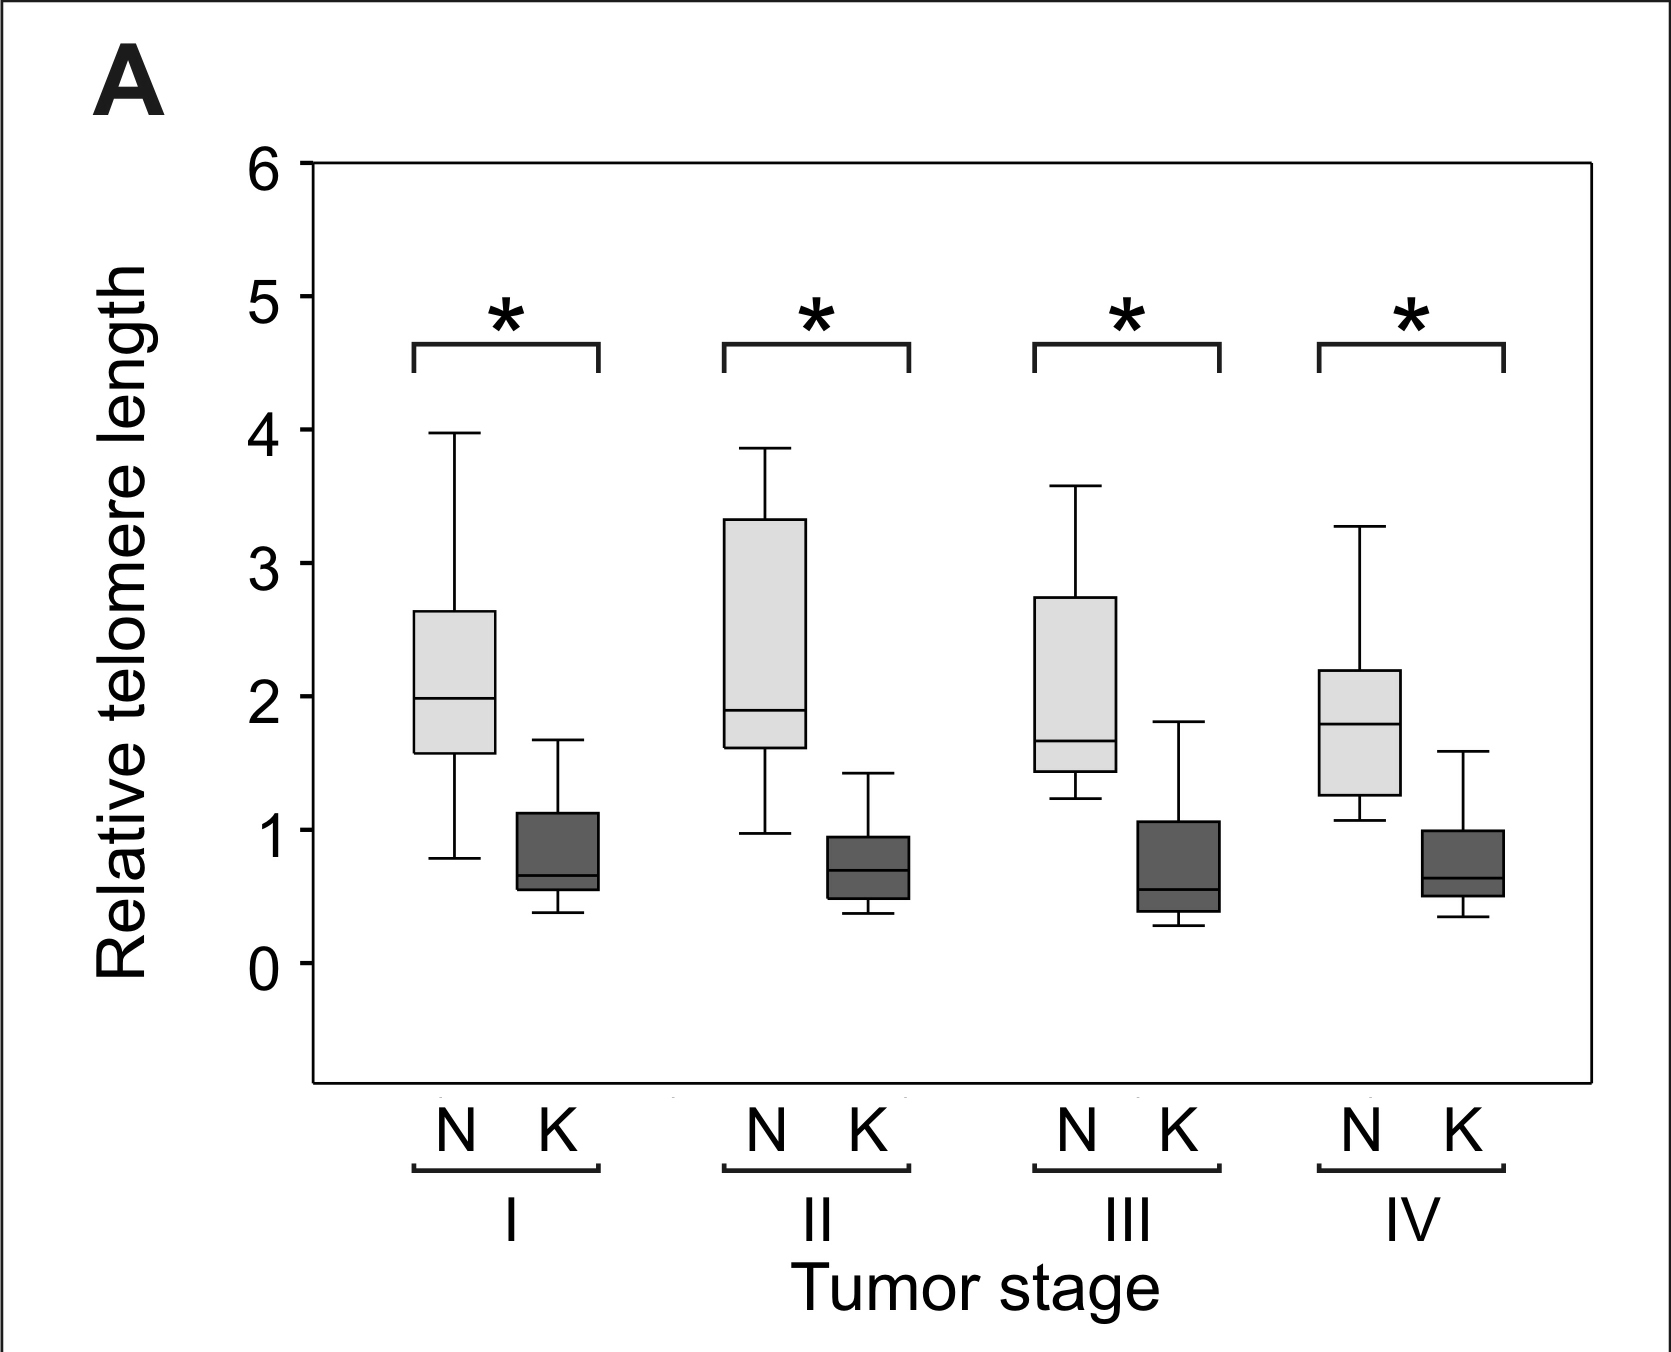 A
6
5
4
3
2
1
0
Relative telomere length
* * * *
N K N K N K N K
I II III IV
Tumor stage